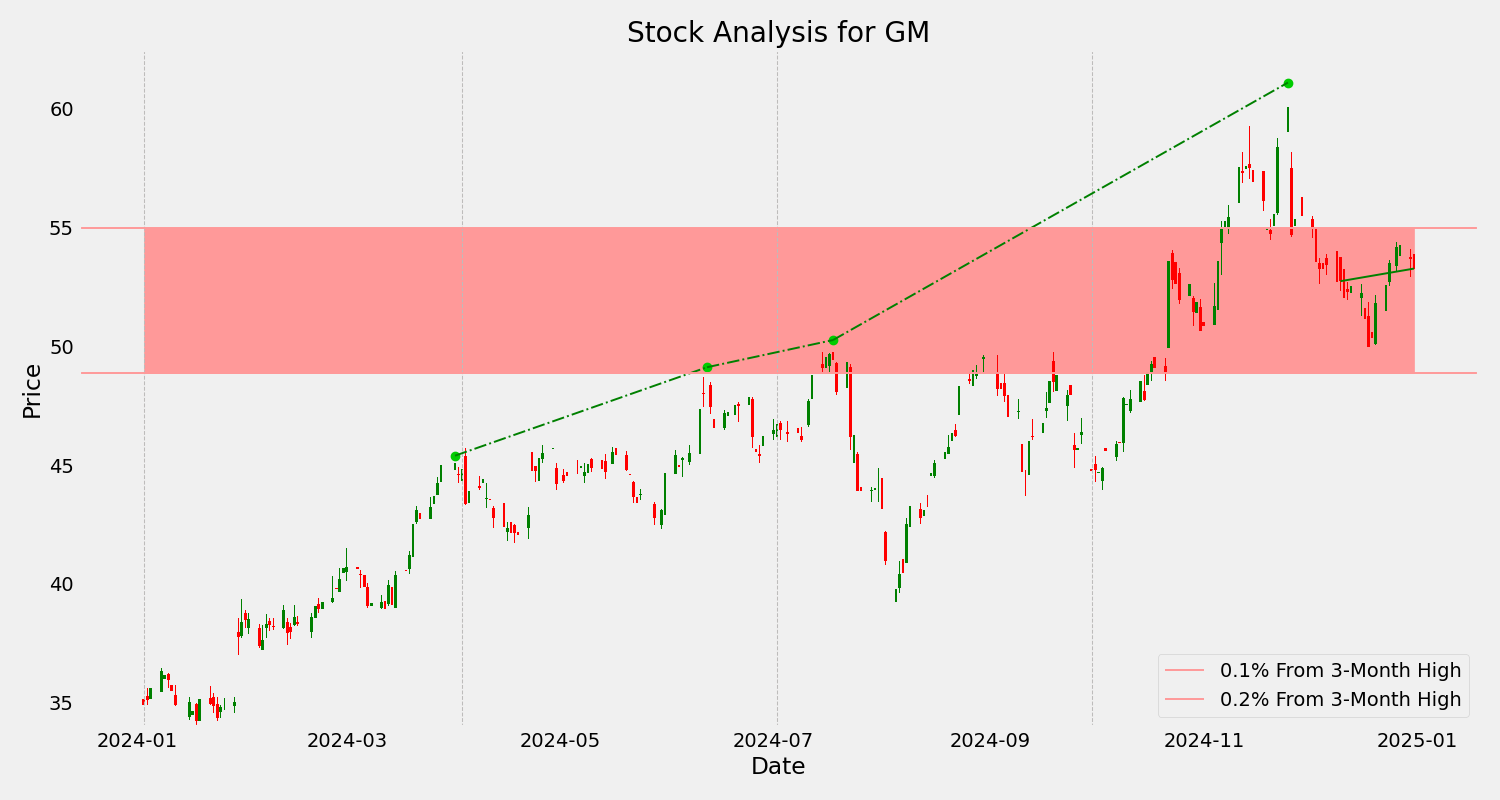 Stock Analysis for GM
60
55
50
45
40
35
Price
2024-01 2024-03 2024-05 2024-07 2024-09 2024-11 2025-01
Date
0.1% From 3-Month High
0.2% From 3-Month High